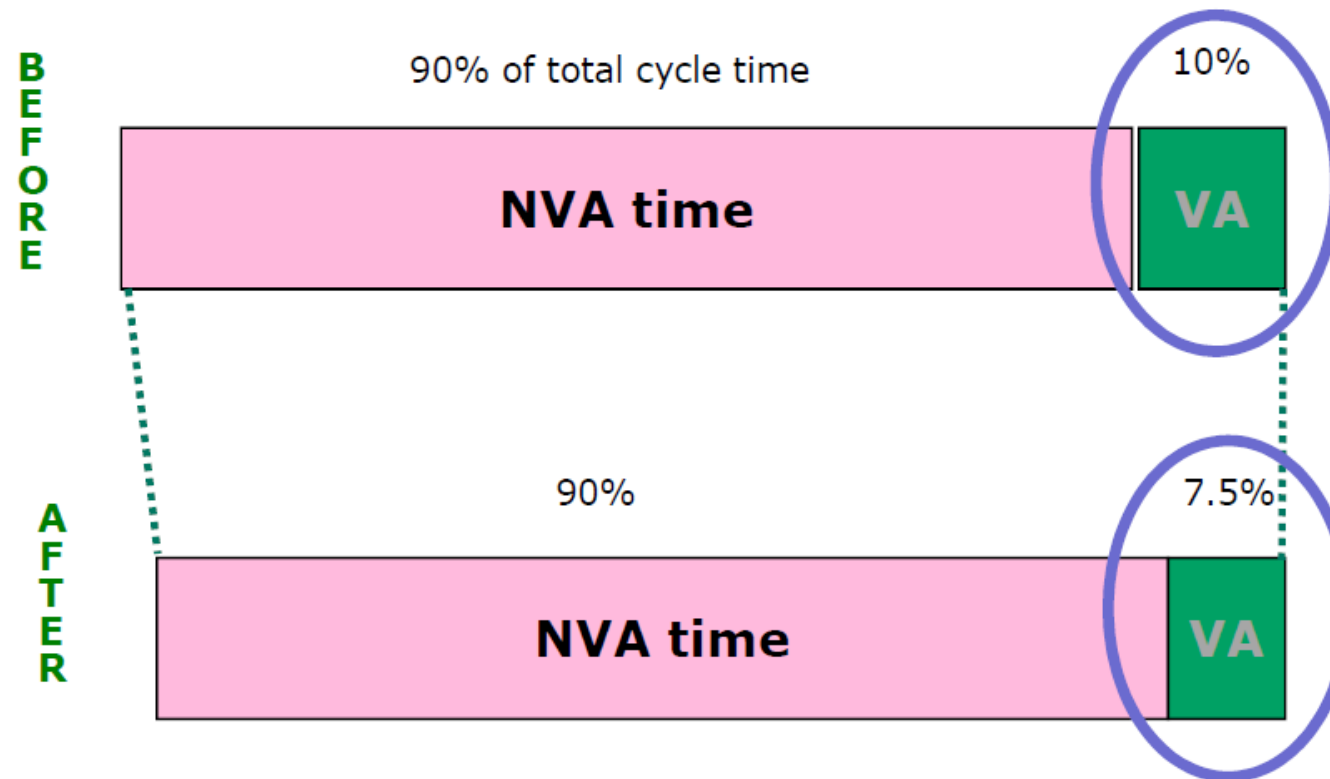 BEFORE
90% of total cycle time
10%
NVA time
VA
AFTER
90%
7.5%
NVA time
VA